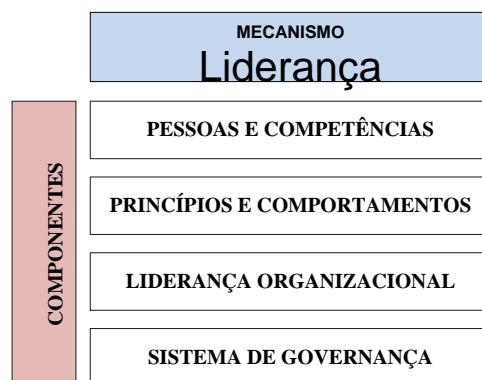 MECANISMO
Liderança
COMPONENTES
PESSOAS E COMPETÊNCIAS
PRINCÍPIOS E COMPORTAMENTOS
LIDERANÇA ORGANIZACIONAL
SISTEMA DE GOVERNANÇA